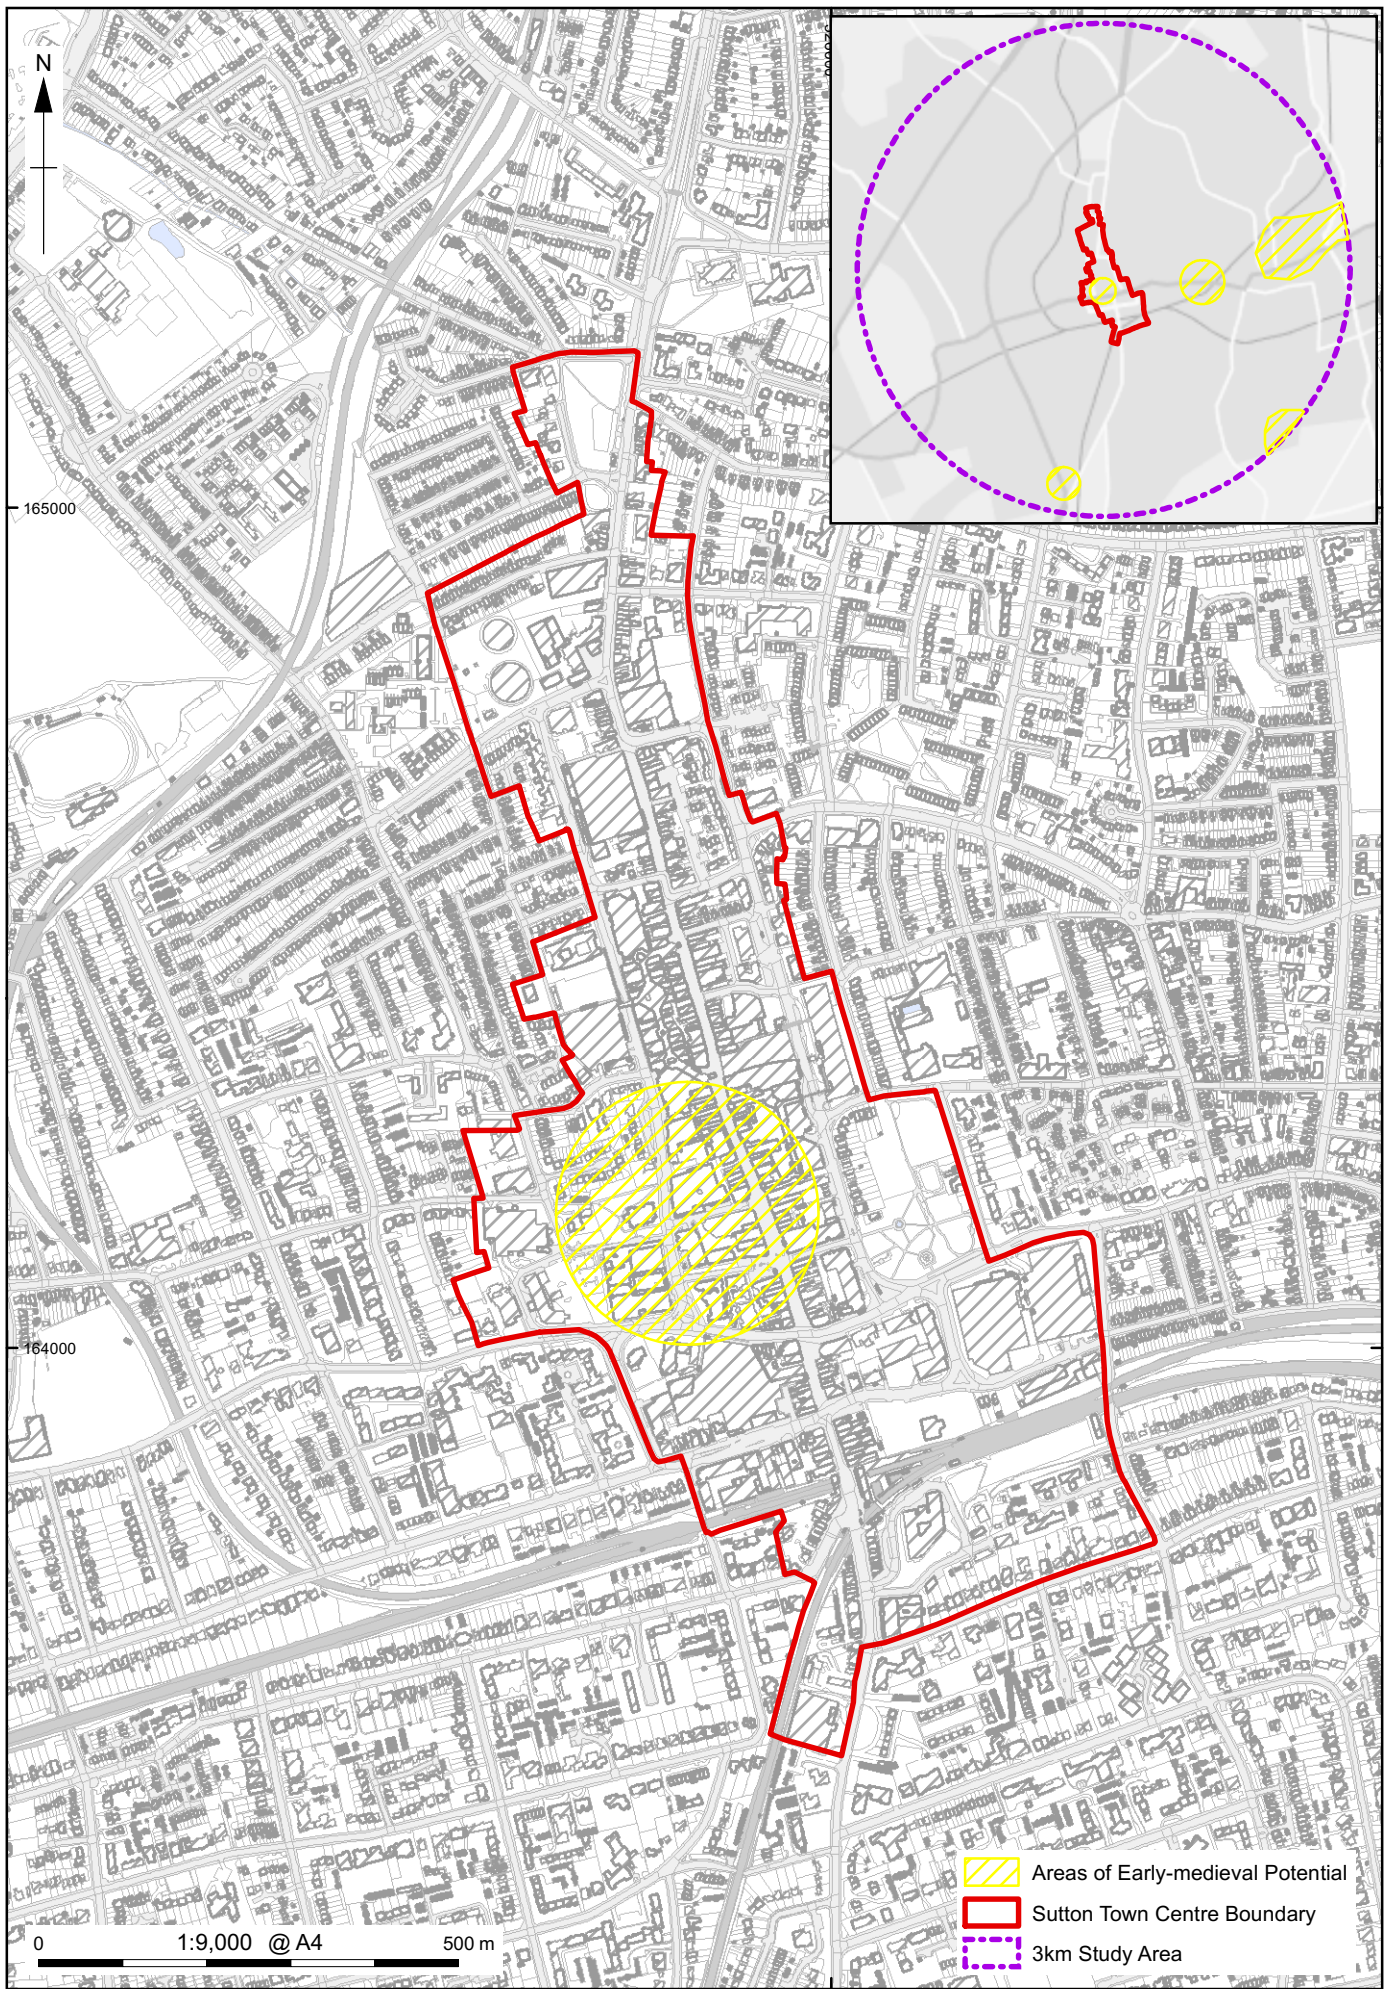 N
165000
164000
Areas of Early-medieval Potential
Sutton Town Centre Boundary
3km Study Area
0 1:9,000 @ A4 500 m